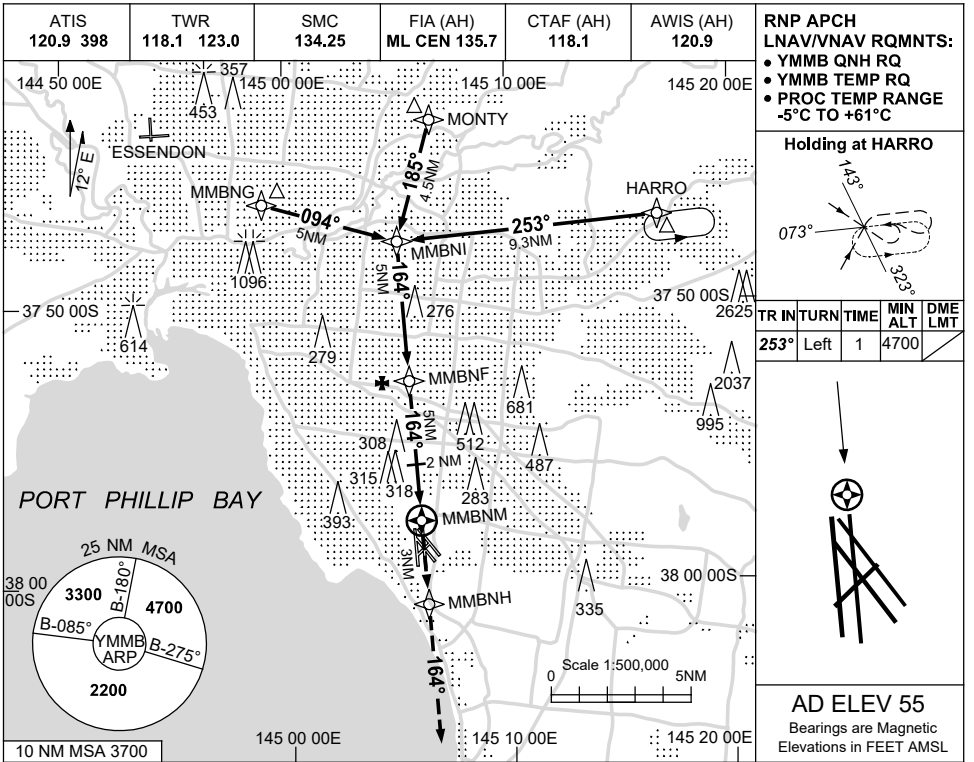 ATIS
120.9 398
TWR
118.1 123.0
SMC
134.25
FIA (AH)
ML CEN 135.7
CTAF (AH)
118.1
AWIS (AH)
120.9
RNP APCH
LNAV/VNAV RQMNTS:
• YMMB QNH RQ
• YMMB TEMP RQ
• PROC TEMP RANGE
-5°C TO +61°C
144 50 00E
145 00 00E
145 10 00E
145 20 00E
357
453
MONTY
ESSENDON
12° E
185°
4.5NM
MMBNG
HARRO
094°
5NM
253°
9.3NM
MMBNI
1096
164°
5NM
276
37 50 00S
37 50 00S
2625
614
279
2037
MMBNF
681
995
164°
5NM
308
512
487
2 NM
315
318
283
393
MMBNM
3NM
38 00 00S
MMBNH
335
164°
PORT PHILLIP BAY
25 NM MSA
38 00
00S
3300
B-180°
4700
B-085°
YMMB
ARP
B-275°
2200
Scale 1:500,000
0
5NM
10 NM MSA 3700
145 00 00E
145 10 00E
145 20 00E
Holding at HARRO
143°
073°
323°
TR IN TURN TIME MIN ALT DME LMT
253° Left 1 4700
AD ELEV 55
Bearings are Magnetic
Elevations in FEET AMSL